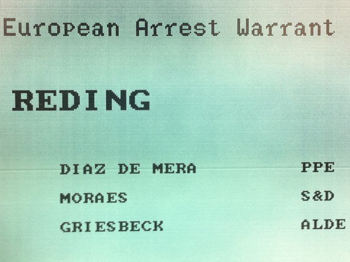 European Arrest Warrant
REDING
DIAZ DE MERA PPE
MORAES S&D
GRIESBECK ALDE